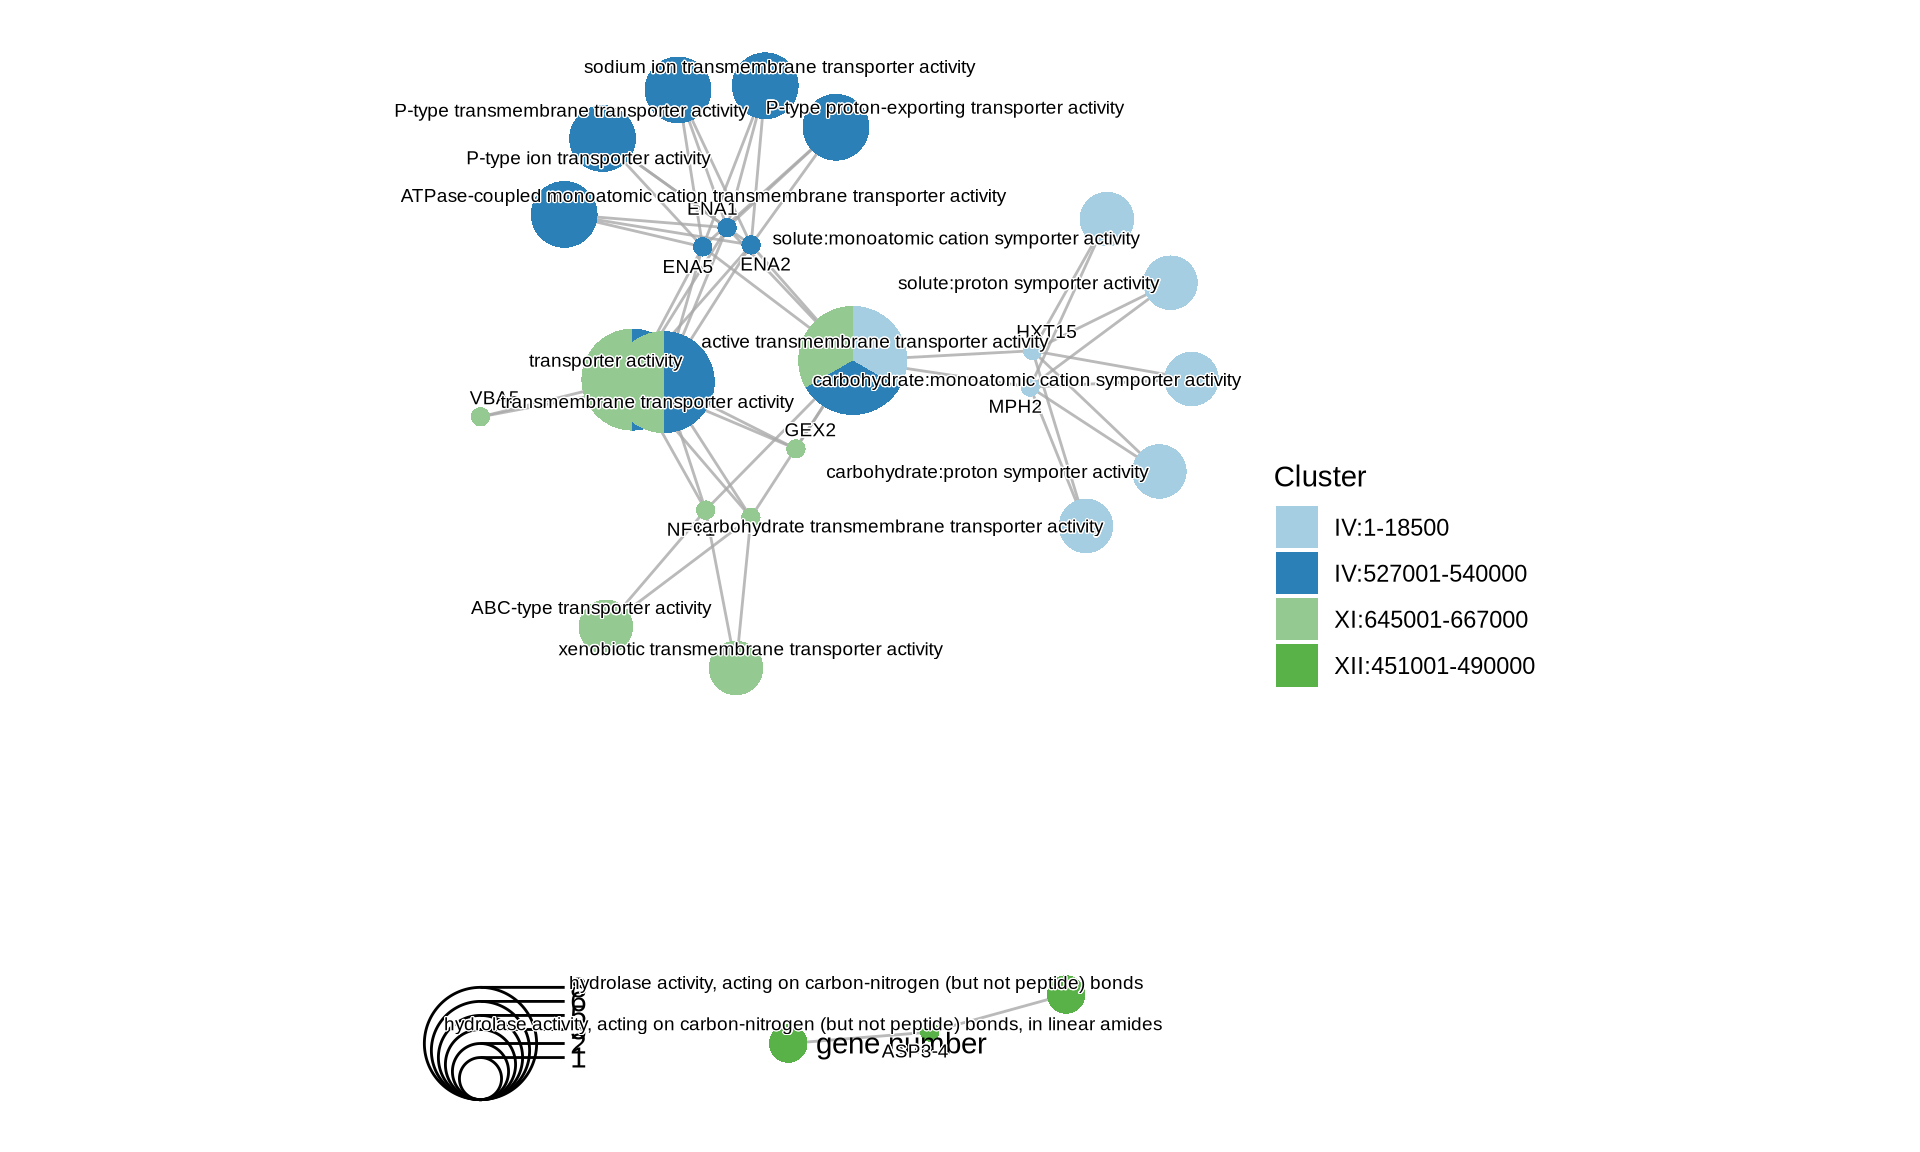 sodium ion transmembrane transporter activity
P-type transmembrane transporter activity
P-type proton-exporting transporter activity
P-type ion transporter activity
ATPase-coupled monoatomic cation transmembrane transporter activity
ENA1
solute:monoatomic cation symporter activity
ENA5
ENA2
solute:proton symporter activity
HXT15
active transmembrane transporter activity
transporter activity
carbohydrate:monoatomic cation symporter activity
VBA5
transmembrane transporter activity
MPH2
GEX2
carbohydrate:proton symporter activity
carbohydrate transmembrane transporter activity
ABC-type transporter activity
xenobiotic transmembrane transporter activity
Cluster
IV:1-18500
IV:527001-540000
XI:645001-667000
XII:451001-490000
hydrolase activity, acting on carbon-nitrogen (but not peptide) bonds
hydrolase activity, acting on carbon-nitrogen (but not peptide) bonds, in linear amides
gene number
ASP3-4
2
1